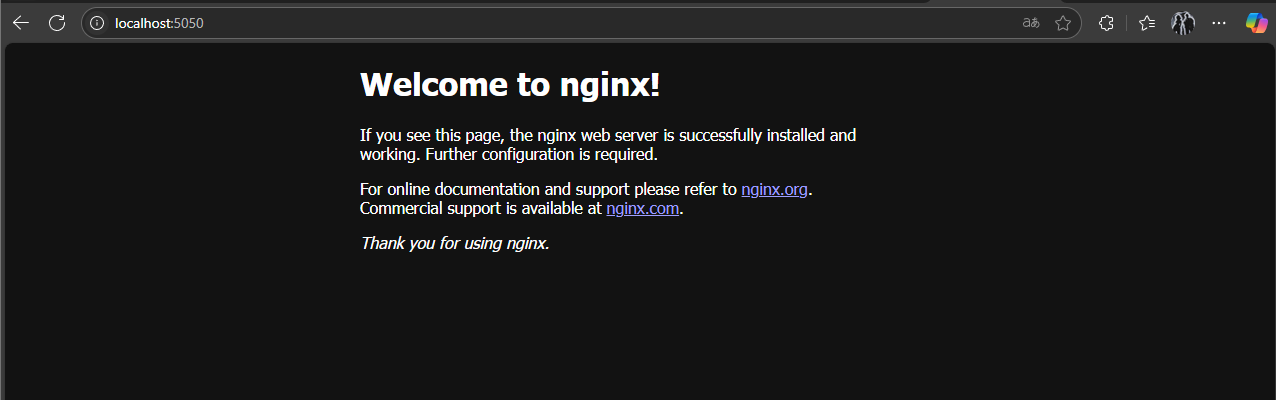 localhost:5050
aあ
Welcome to nginx!
If you see this page, the nginx web server is successfully installed and
working. Further configuration is required.
For online documentation and support please refer to nginx.org.
Commercial support is available at nginx.com.
Thank you for using nginx.